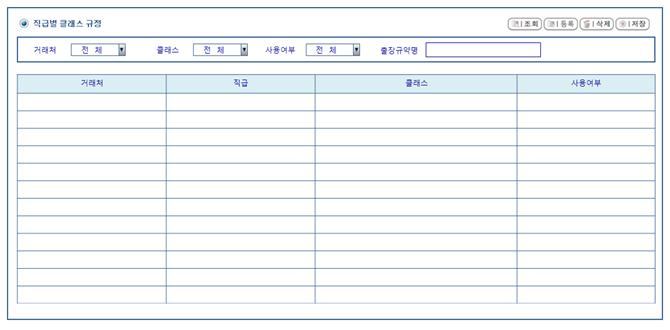 직급별 클래스 규정
조회 등록 삭제 저장
거래처 전 체 클래스 전 체 사용여부 전 체 출장규약명
거래처 직급 클래스 사용여부